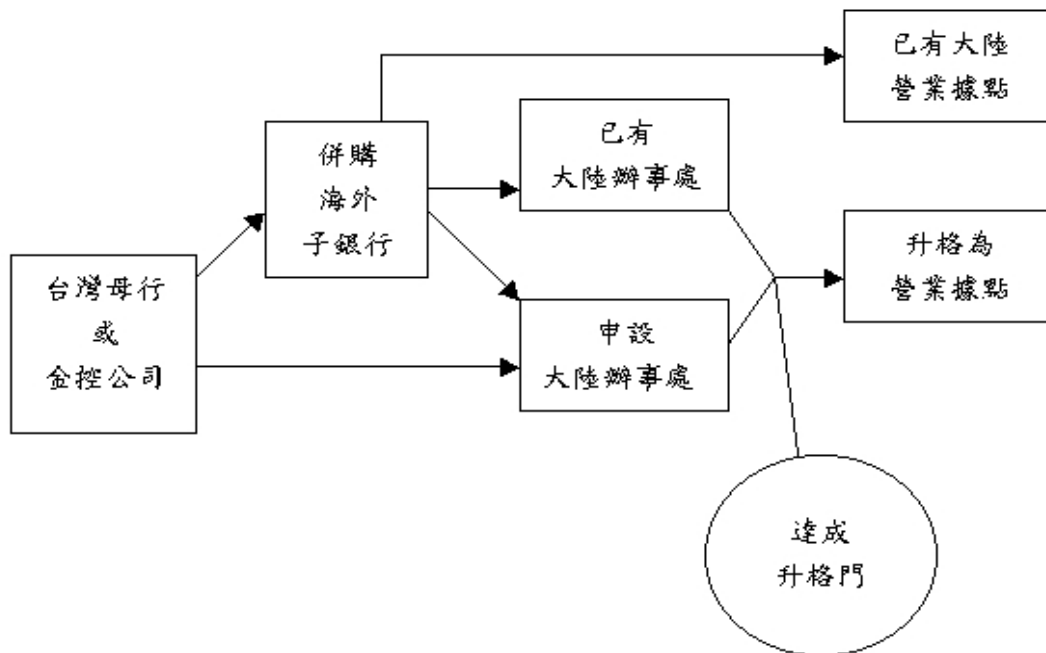 已有大陸
營業據點
併購
海外
子銀行
已有
大陸辦事處
升格為
營業據點
台灣母行
或
金控公司
申設
大陸辦事處
達成
升格門